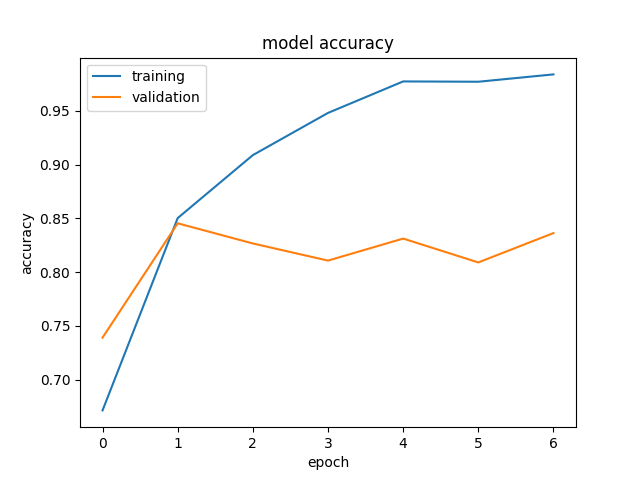 model accuracy
training
validation
accuracy
0.95
0.90
0.85
0.80
0.75
0.70
0 1 2 3 4 5 6
epoch